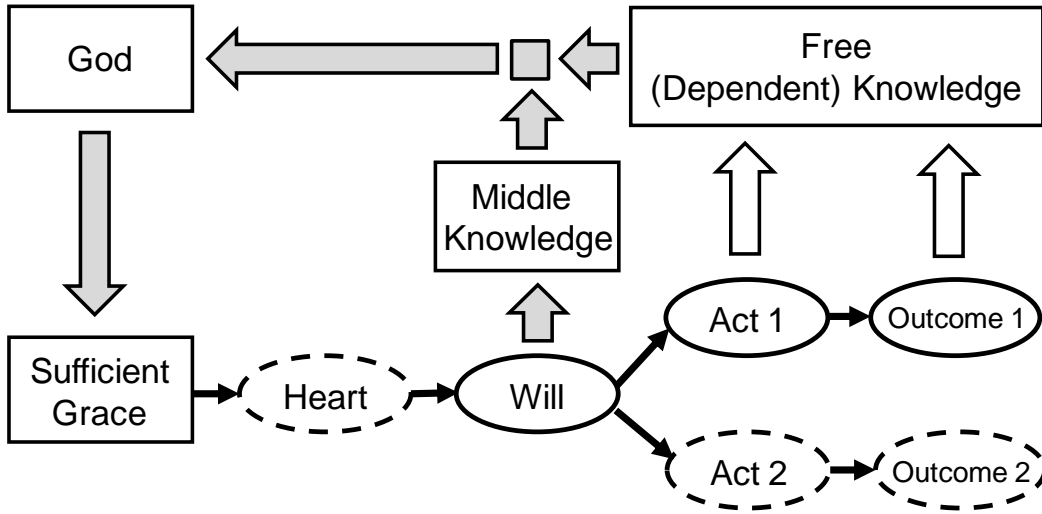 God
Free
(Dependent) Knowledge
Middle
Knowledge
Act 1
Outcome 1
Sufficient
Grace
Heart
Will
Act 2
Outcome 2